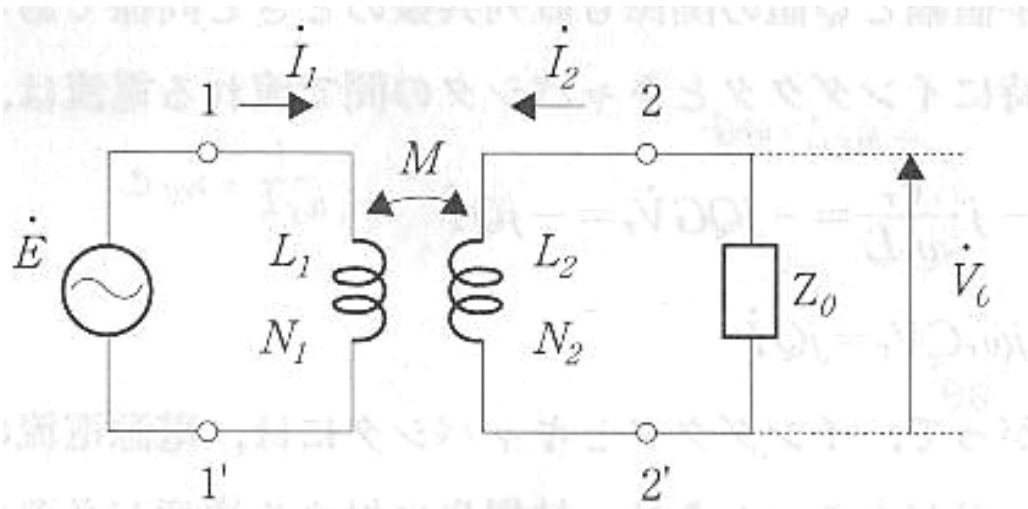 İ₁ İ₂
1 2
M
Ė L₁ L₂ Z₀ V̇₀
N₁ N₂
1' 2'